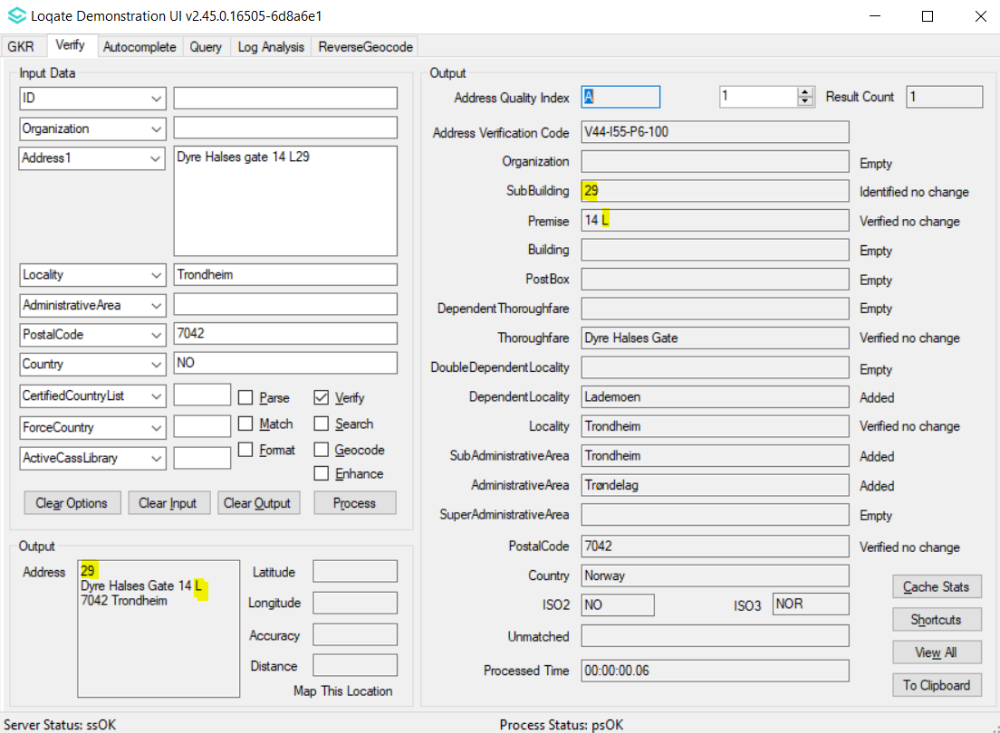 Loqate Demonstration UI v2.45.0.16505-6d8a6e1
GKR Verify Autocomplete Query Log Analysis ReverseGeocode
Input Data
ID
Organization
Address1 Dyre Halses gate 14 L29
Locality Trondheim
AdministrativeArea
PostalCode 7042
Country NO
CertifiedCountryList Parse Verify
ForceCountry Match Search
ActiveCassLibrary Format Geocode
Enhance
Clear Options Clear Input Clear Output Process
Output
Address 29
Dyre Halses Gate 14 L
7042 Trondheim
Latitude
Longitude
Accuracy
Distance
Map This Location
Output
Address Quality Index A 1 Result Count 1
Address Verification Code V44-I55-P6-100
Organization Empty
SubBuilding 29 Identified no change
Premise 14 L Verified no change
Building Empty
PostBox Empty
DependentThoroughfare Empty
Thoroughfare Dyre Halses Gate Verified no change
DoubleDependentLocality Empty
DependentLocality Lademoen Added
Locality Trondheim Verified no change
SubAdministrativeArea Trondheim Added
AdministrativeArea Trøndelag Added
SuperAdministrativeArea Empty
PostalCode 7042 Verified no change
Country Norway
ISO2 NO ISO3 NOR
Unmatched
Processed Time 00:00:00.06
Cache Stats
Shortcuts
View All
To Clipboard
Server Status: ssOK Process Status: psOK